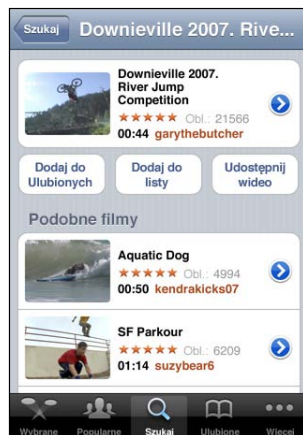 Szukaj
Downieville 2007. Rive...
Downieville 2007.
River Jump
Competition
Obl.: 21566
00:44 garythebutcher
Dodaj do
Ulubionych
Dodaj do
listy
Udostępnij
wideo
Podobne filmy
Aquatic Dog
Obl.: 4994
00:50 kendrakicks07
SF Parkour
Obl.: 6209
01:14 suzybear6
Wybrane Popularne Szukaj Ulubione Więcej